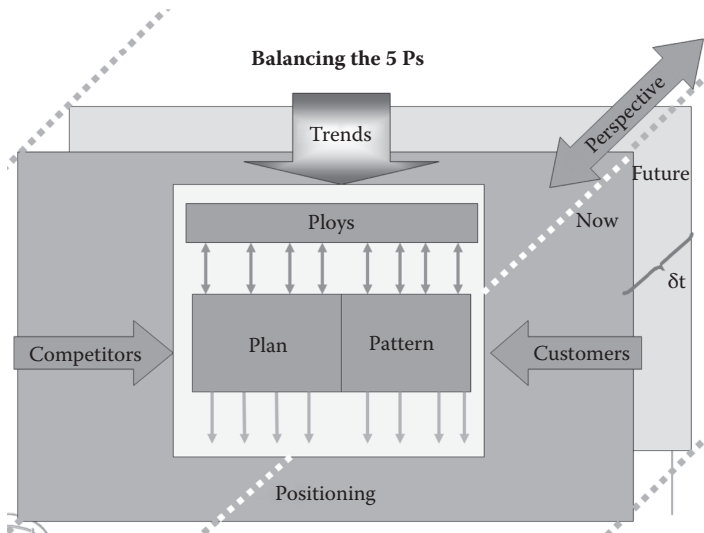 Balancing the 5 Ps
Trends
Perspective
Future
Now
Ploys
δt
Plan
Pattern
Competitors
Customers
Positioning